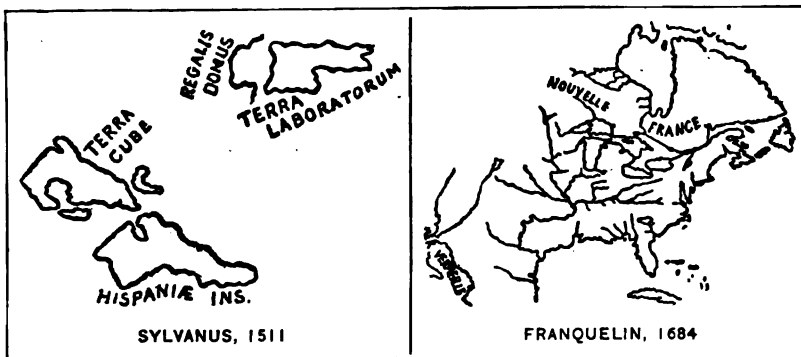 REGALIS
DOMUS
TERRA
LABORATORUM
TERRA
CUBE
HISPANIÆ INS.
SYLVANUS, 1511
NOUVELLE
FRANCE
FRANQUELIN, 1684